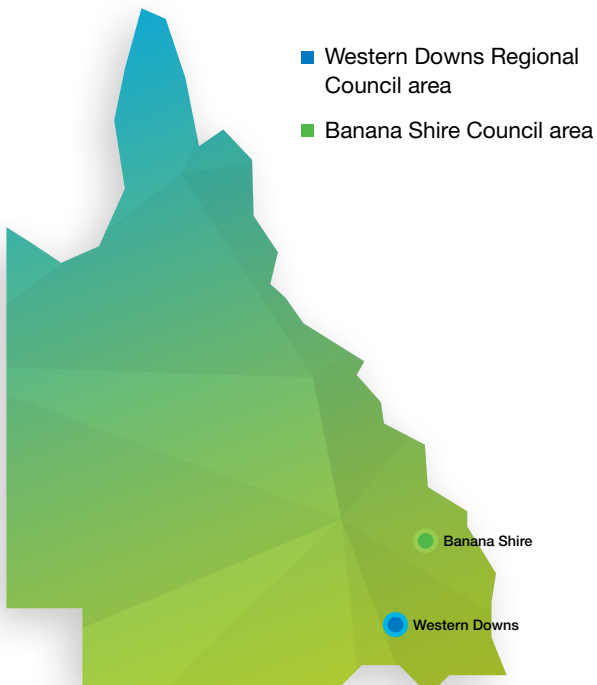 Western Downs Regional
Council area
Banana Shire Council area
Banana Shire
Western Downs